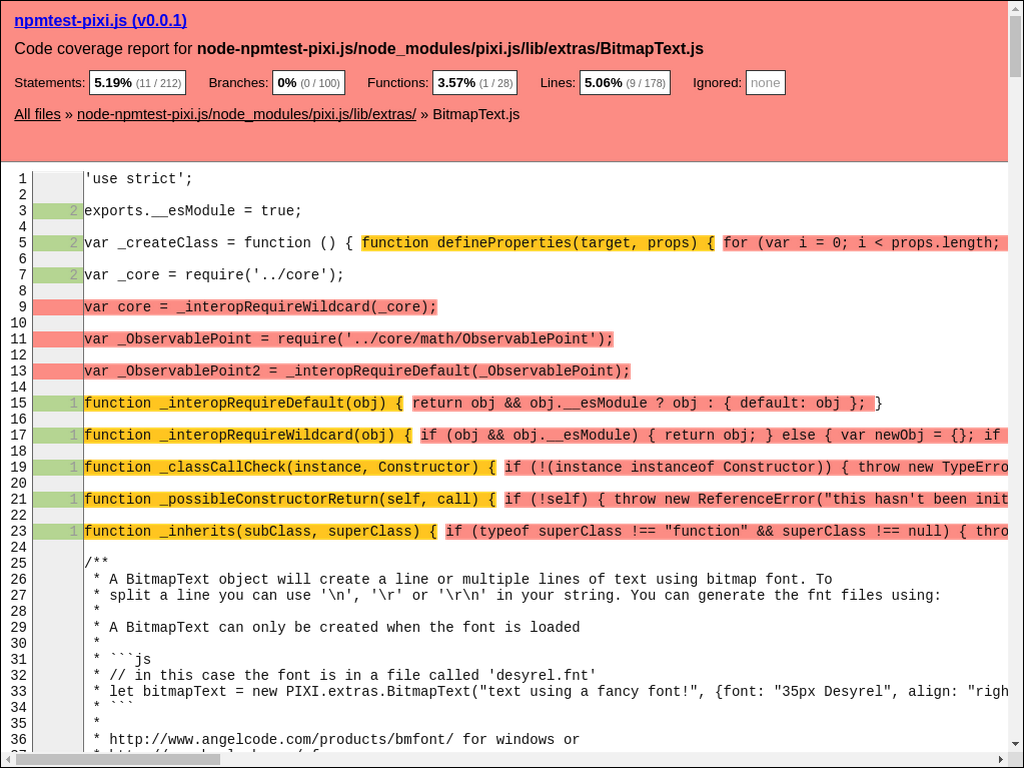 npmtest-pixi.js (v0.0.1)
Code coverage report for node-npmtest-pixi.js/node_modules/pixi.js/lib/extras/BitmapText.js
Statements: 5.19% (11 / 212) Branches: 0% (0 / 100) Functions: 3.57% (1 / 28) Lines: 5.06% (9 / 178) Ignored: none
All files » node-npmtest-pixi.js/node_modules/pixi.js/lib/extras/ » BitmapText.js
1 'use strict';
2
3 2 exports.__esModule = true;
4
5 2 var _createClass = function () { function defineProperties(target, props) { for (var i = 0; i < props.length;
6
7 2 var _core = require('../core');
8
9 var core = _interopRequireWildcard(_core);
10
11 var _ObservablePoint = require('../core/math/ObservablePoint');
12
13 var _ObservablePoint2 = _interopRequireDefault(_ObservablePoint);
14
15 1 function _interopRequireDefault(obj) { return obj && obj.__esModule ? obj : { default: obj }; }
16
17 1 function _interopRequireWildcard(obj) { if (obj && obj.__esModule) { return obj; } else { var newObj = {}; if
18
19 1 function _classCallCheck(instance, Constructor) { if (!(instance instanceof Constructor)) { throw new TypeErro
20
21 1 function _possibleConstructorReturn(self, call) { if (!self) { throw new ReferenceError("this hasn't been init
22
23 1 function _inherits(subClass, superClass) { if (typeof superClass !== "function" && superClass !== null) { thro
24
25 /**
26 * A BitmapText object will create a line or multiple lines of text using bitmap font. To
27 * split a line you can use '\n', '\r' or '\r\n' in your string. You can generate the fnt files using:
28 *
29 * A BitmapText can only be created when the font is loaded
30 *
31 * ```js
32 * // in this case the font is in a file called 'desyrel.fnt'
33 * let bitmapText = new PIXI.extras.BitmapText("text using a fancy font!", {font: "35px Desyrel", align: "righ
34 * ```
35 *
36 * http://www.angelcode.com/products/bmfont/ for windows or